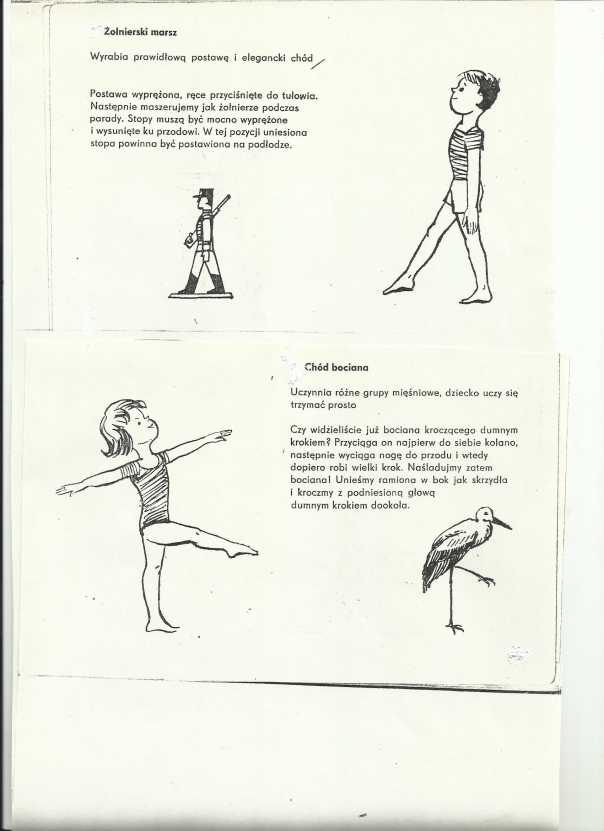 Żołnierski marsz
Wyrabia prawidłową postawę i elegancki chód
Postawa wyprężona, ręce przyciśnięte do tułowia.
Następnie maszerujemy jak żołnierze podczas
parady. Stopy muszą być mocno wyprężone
i wysunięte ku przodowi. W tej pozycji uniesiona
stopa powinna być postawiona na podłodze.
Chód bociana
Uczynnia różne grupy mięśniowe, dziecko uczy się
trzymać prosto
Czy widzieliście już bociana kroczącego dumnym
krokiem? Przyciąga on najpierw do siebie kolano,
następnie wyciąga nogę do przodu i wtedy
dopiero robi wielki krok. Naśladujmy zatem
bociana! Unieśmy ramiona w bok jak skrzydła
i kroczmy z podniesioną głową
dumnym krokiem dookoła.